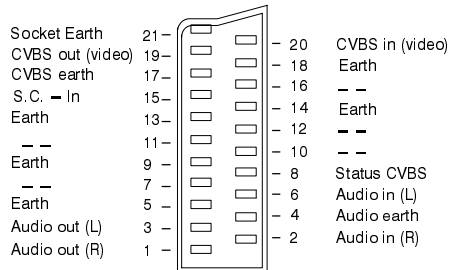 Socket Earth 21 –
CVBS out (video) 19 –
CVBS earth 17 –
S.C. – In 15 –
Earth 13 –
– – 11 –
Earth 9 –
– – 7 –
Earth 5 –
Audio out (L) 3 –
Audio out (R) 1 –
– 20 CVBS in (video)
– 18 Earth
– 16 – –
– 14 Earth
– 12 – –
– 10 – –
– 8 Status CVBS
– 6 Audio in (L)
– 4 Audio earth
– 2 Audio in (R)